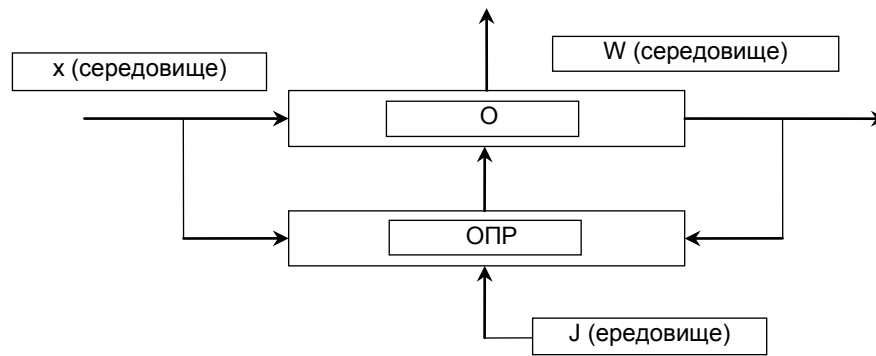 x (середовище)
W (середовище)
О
ОПР
J (ередовище)